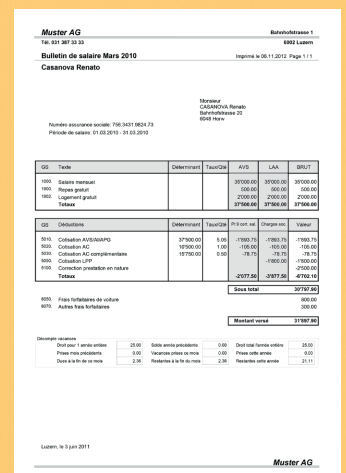 Muster AG Bahnhofstrasse 1
Tél. 031 387 33 33 6002 Luzern
Bulletin de salaire Mars 2010 Imprimé le 06.11.2012 Page 1 / 1
Casanova Renato
Monsieur
CASANOVA Renato
Bahnhofstrasse 20
6048 Horw
Numéro assurance sociale: 756.3431.9824.73
Période de salaire: 01.03.2010 - 31.03.2010
GS Texte Déterminant Taux/Qté AVS LAA BRUT
1000. Salaire mensuel 35'000.00 35'000.00 35'000.00
1900. Repas gratuit 500.00 500.00 500.00
1902. Logement gratuit 2'000.00 2'000.00 2'000.00
Totaux 37'500.00 37'500.00 37'500.00
GS Déductions Déterminant Taux/Qté Pr.9 cert. sal. Charges soc. Valeur
5010. Cotisation AVS/AI/APG 37'500.00 5.05 -1'893.75 -1'893.75 -1'893.75
5020. Cotisation AC 10'500.00 1.00 -105.00 -105.00 -105.00
5030. Cotisation AC complémentaire 15'750.00 0.50 -78.75 -78.75 -78.75
5050. Cotisation LPP -1'800.00 -1'800.00
5100. Correction prestation en nature -2'500.00
Totaux -2'077.50 -3'877.50 -6'702.10
Sous total 30'797.90
6050. Frais forfaitaires de voiture 800.00
6070. Autres frais forfaitaires 300.00
Montant versé 31'897.90
Décompte vacances
Droit pour 1 année entière 25.00 Solde année précédente 0.00 Droit total l'année entière 25.00
Prises mois précédents 0.00 Vacances prises ce mois 0.00 Prises cette année 0.00
Dues à la fin de ce mois 2.36 Restantes à la fin du mois 2.36 Restantes cette année 21.11
Luzern, le 3 juin 2011
Muster AG